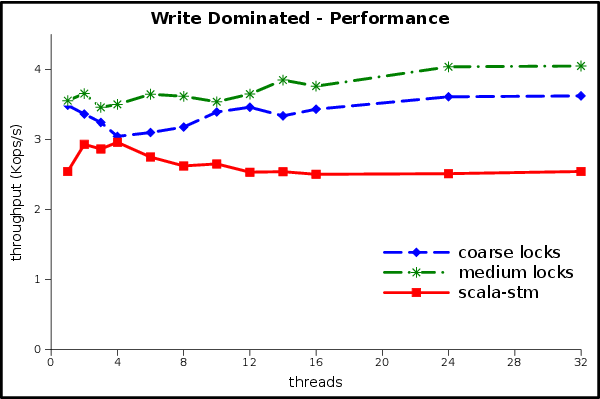 Write Dominated - Performance
throughput (Kops/s)
4
3
2
1
0
0 4 8 12 16 20 24 28 32
threads
coarse locks
medium locks
scala-stm